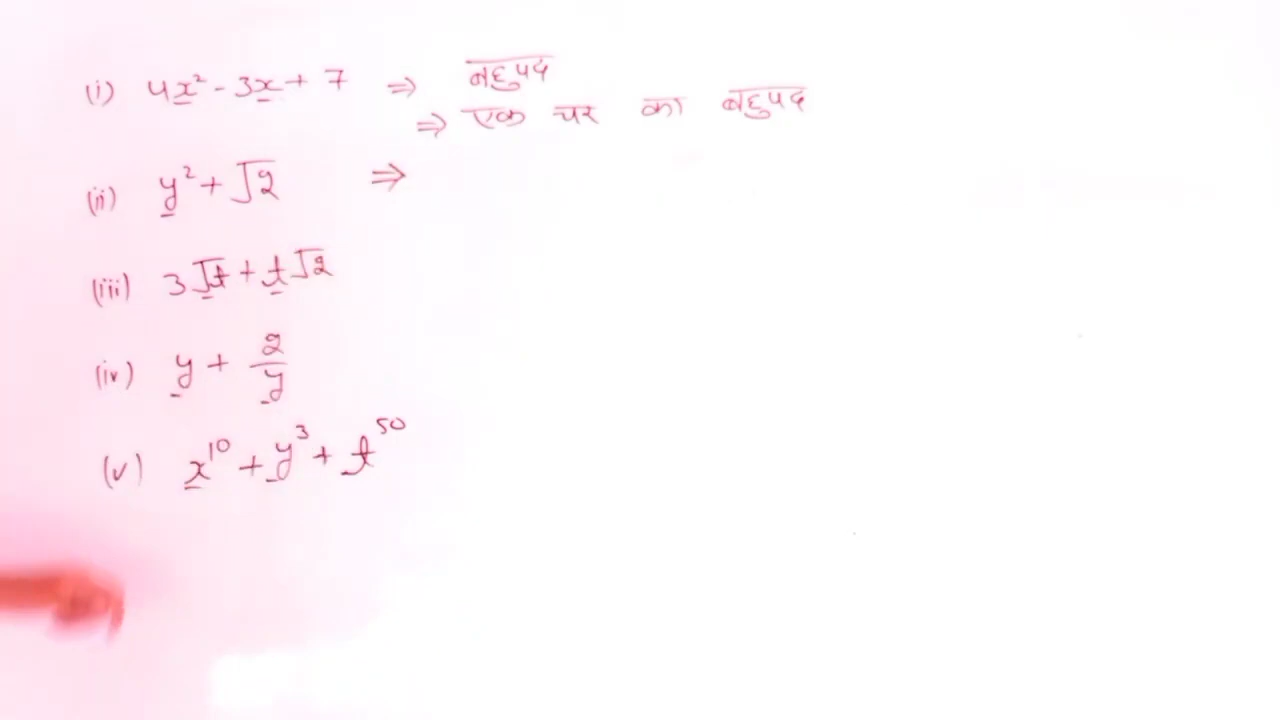 (i) 4x² - 3x + 7 ⇒ बहुपद
⇒ एक चर का बहुपद
(ii) y² + √2 ⇒
(iii) 3√t + t√2
(iv) y + 2/y
(v) x¹⁰ + y³ + t⁵⁰